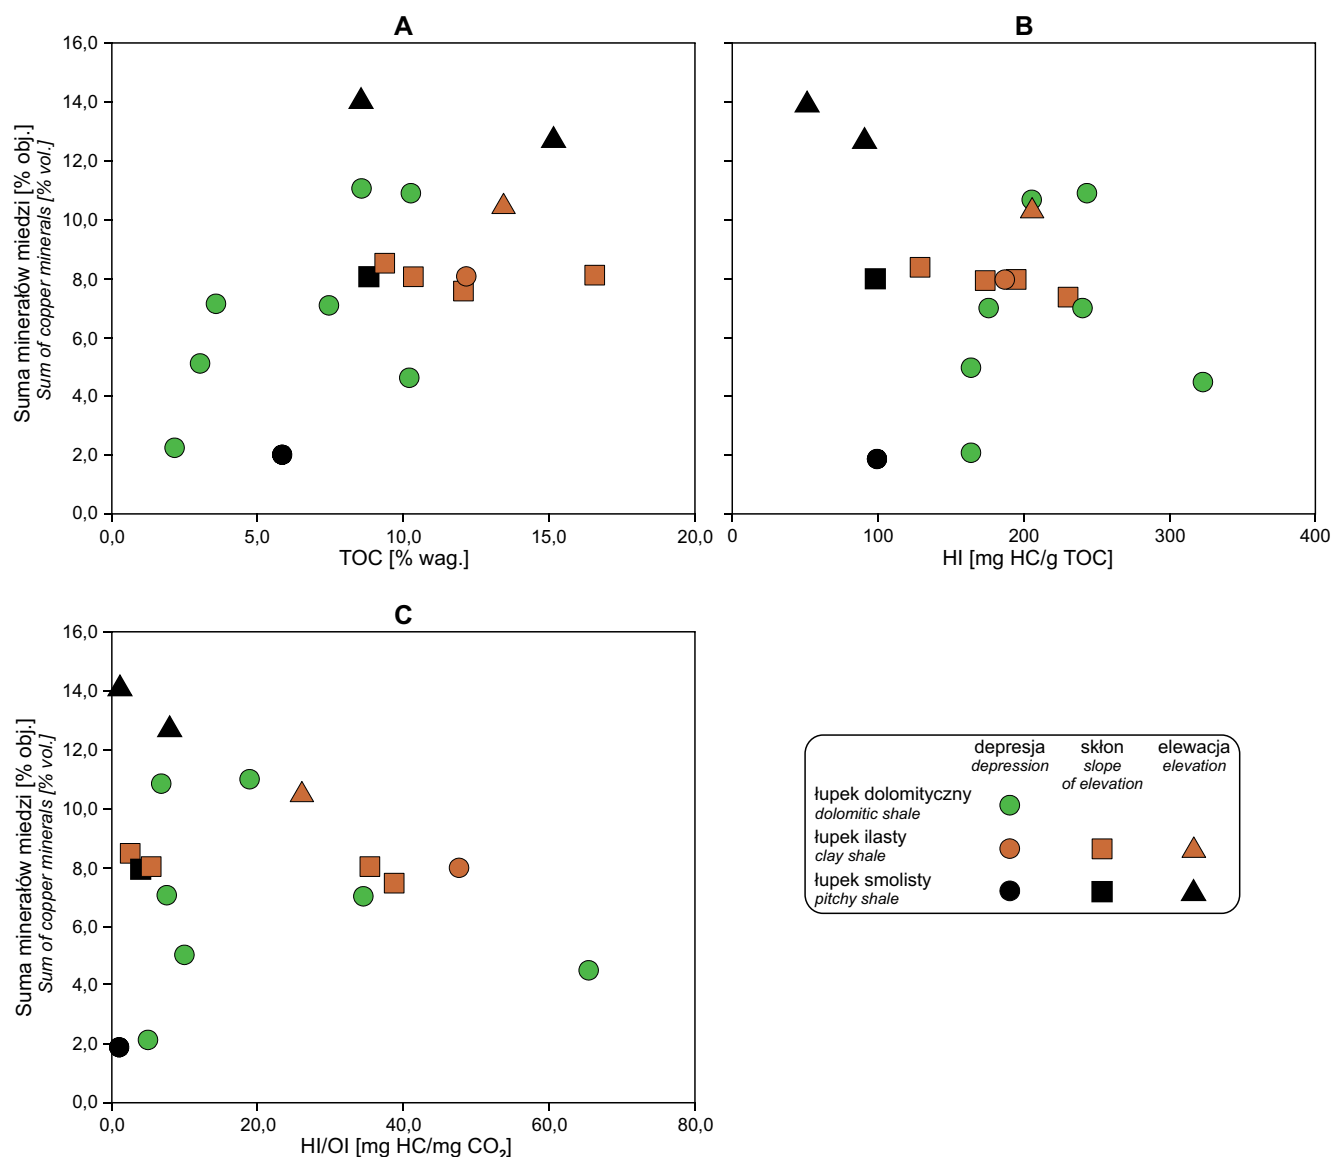 A
16,0
14,0
12,0
10,0
8,0
6,0
4,0
2,0
0,0
Suma minerałów miedzi [% obj.]
Sum of copper minerals [% vol.]
0,0 5,0 10,0 15,0 20,0
TOC [% wag.]
B
0 100 200 300 400
HI [mg HC/g TOC]
C
16,0
14,0
12,0
10,0
8,0
6,0
4,0
2,0
0,0
Suma minerałów miedzi [% obj.]
Sum of copper minerals [% vol.]
0,0 20,0 40,0 60,0 80,0
HI/OI [mg HC/mg CO₂]
depresja skłon elewacja
depression slope elevation
of elevation
łupek dolomityczny
dolomitic shale
łupek ilasty
clay shale
łupek smolisty
pitchy shale